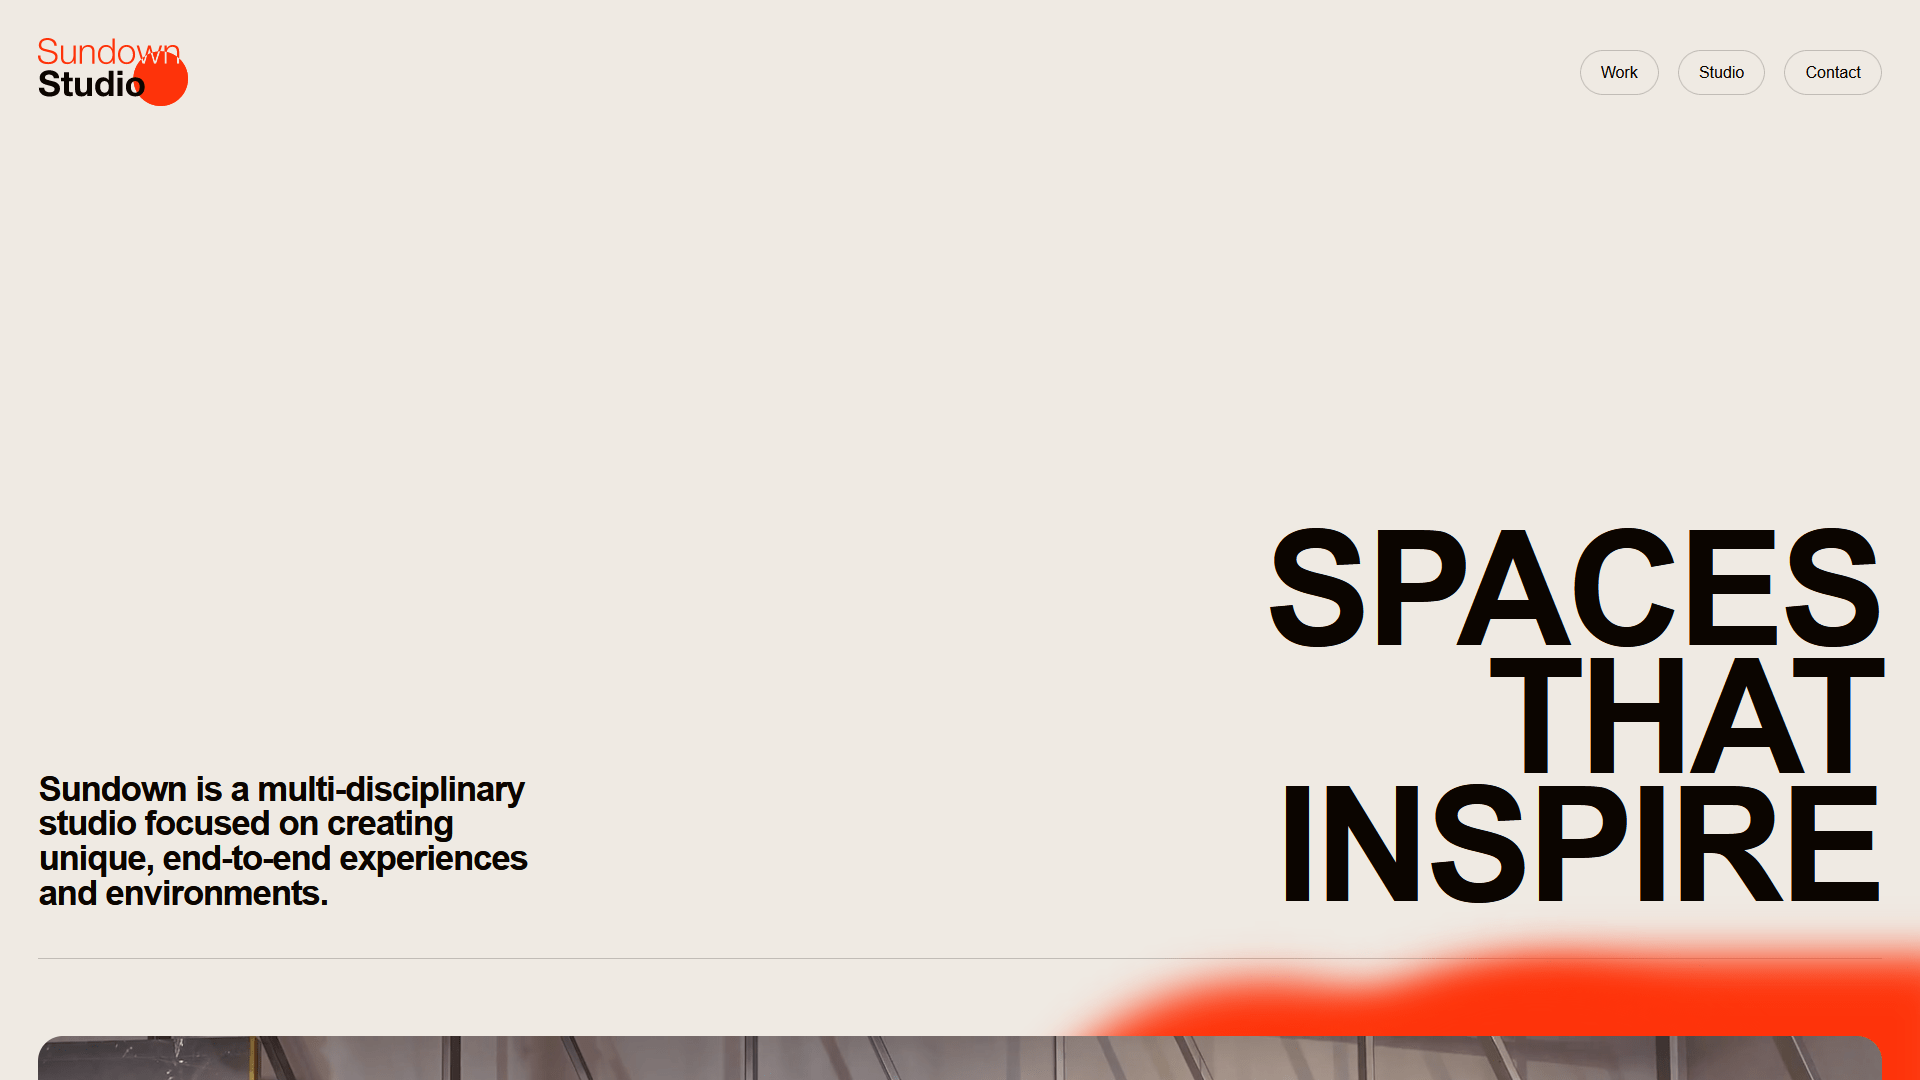 Sundown
Studio
Work
Studio
Contact
SPACES
THAT
INSPIRE
Sundown is a multi-disciplinary
studio focused on creating
unique, end-to-end experiences
and environments.